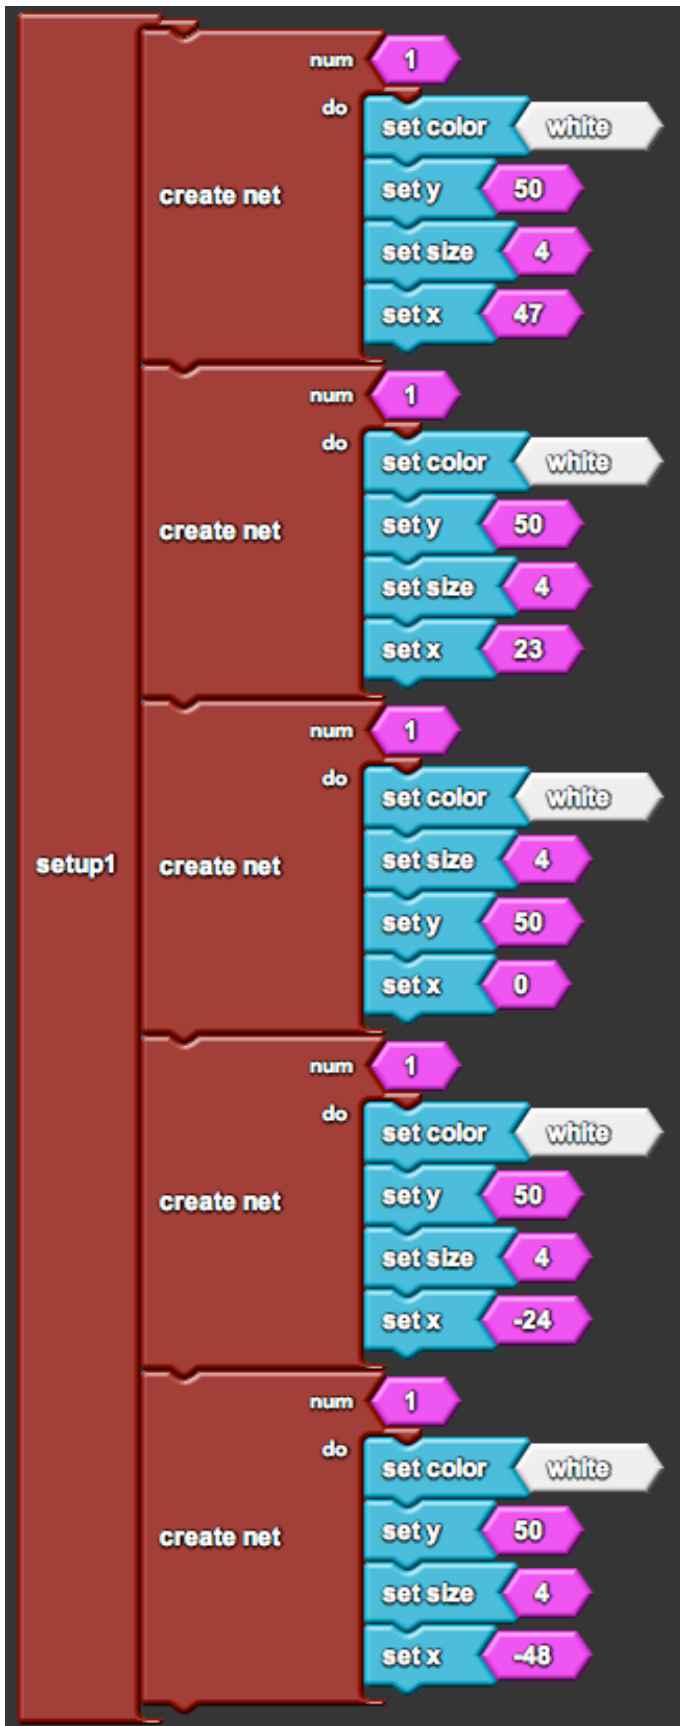 num 1
do
set color white
create net
set y 50
set size 4
set x 47
num 1
do
set color white
create net
set y 50
set size 4
set x 23
num 1
do
set color white
setup1
create net
set size 4
set y 50
set x 0
num 1
do
set color white
create net
set y 50
set size 4
set x -24
num 1
do
set color white
create net
set y 50
set size 4
set x -48